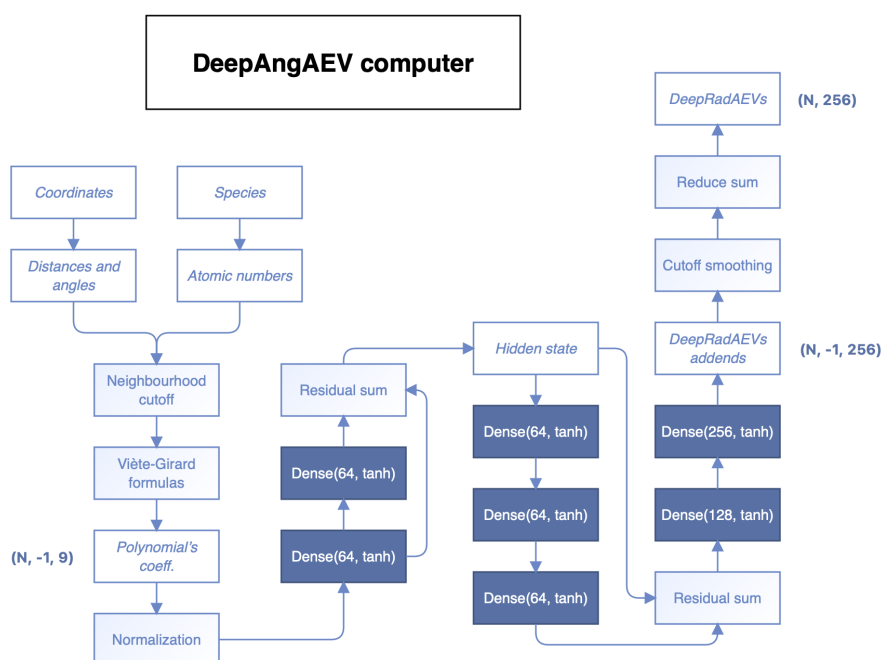 DeepAngAEV computer
Coordinates
Species
Distances and
angles
Atomic numbers
Neighbourhood
cutoff
Viète-Girard
formulas
(N, -1, 9)
Polynomial's
coeff.
Normalization
Residual sum
Dense(64, tanh)
Dense(64, tanh)
Hidden state
Dense(64, tanh)
Dense(64, tanh)
Dense(64, tanh)
DeepRadAEVs
(N, 256)
Reduce sum
Cutoff smoothing
DeepRadAEVs
addends
(N, -1, 256)
Dense(256, tanh)
Dense(128, tanh)
Residual sum